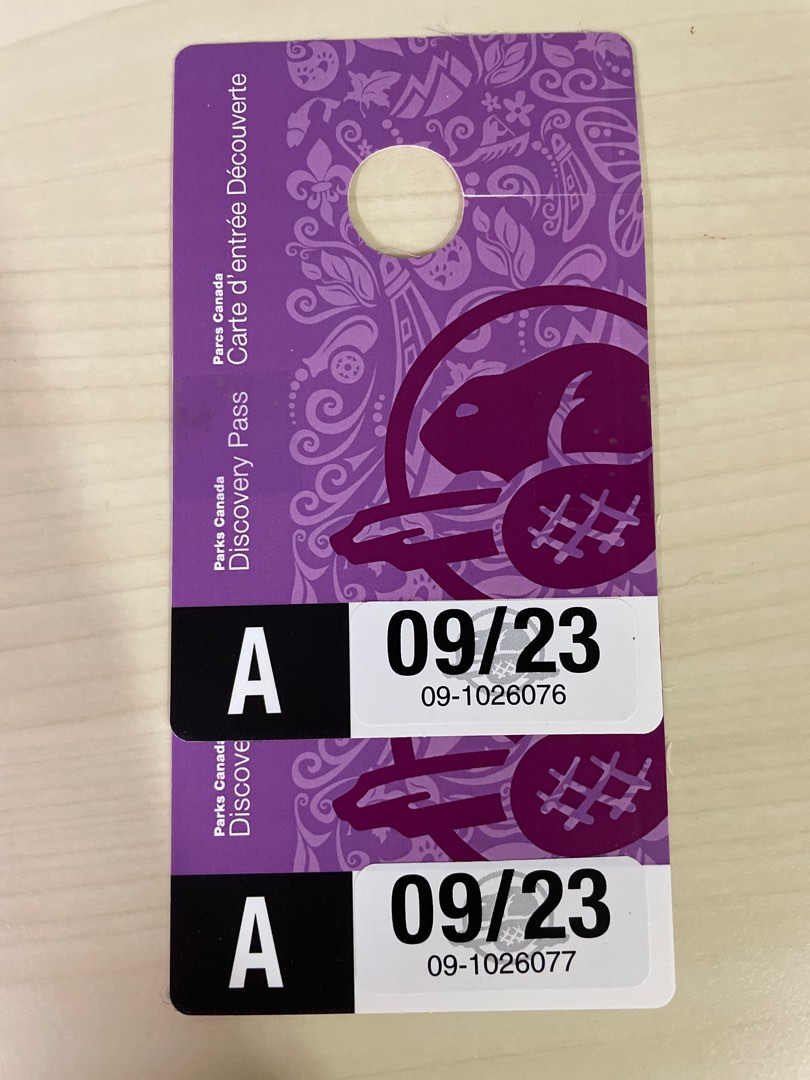 Parcs Canada
Carte d'entrée Découverte
Parks Canada
Discovery Pass
A
09/23
09-1026076
Parks Canada
Discove
A
09/23
09-1026077